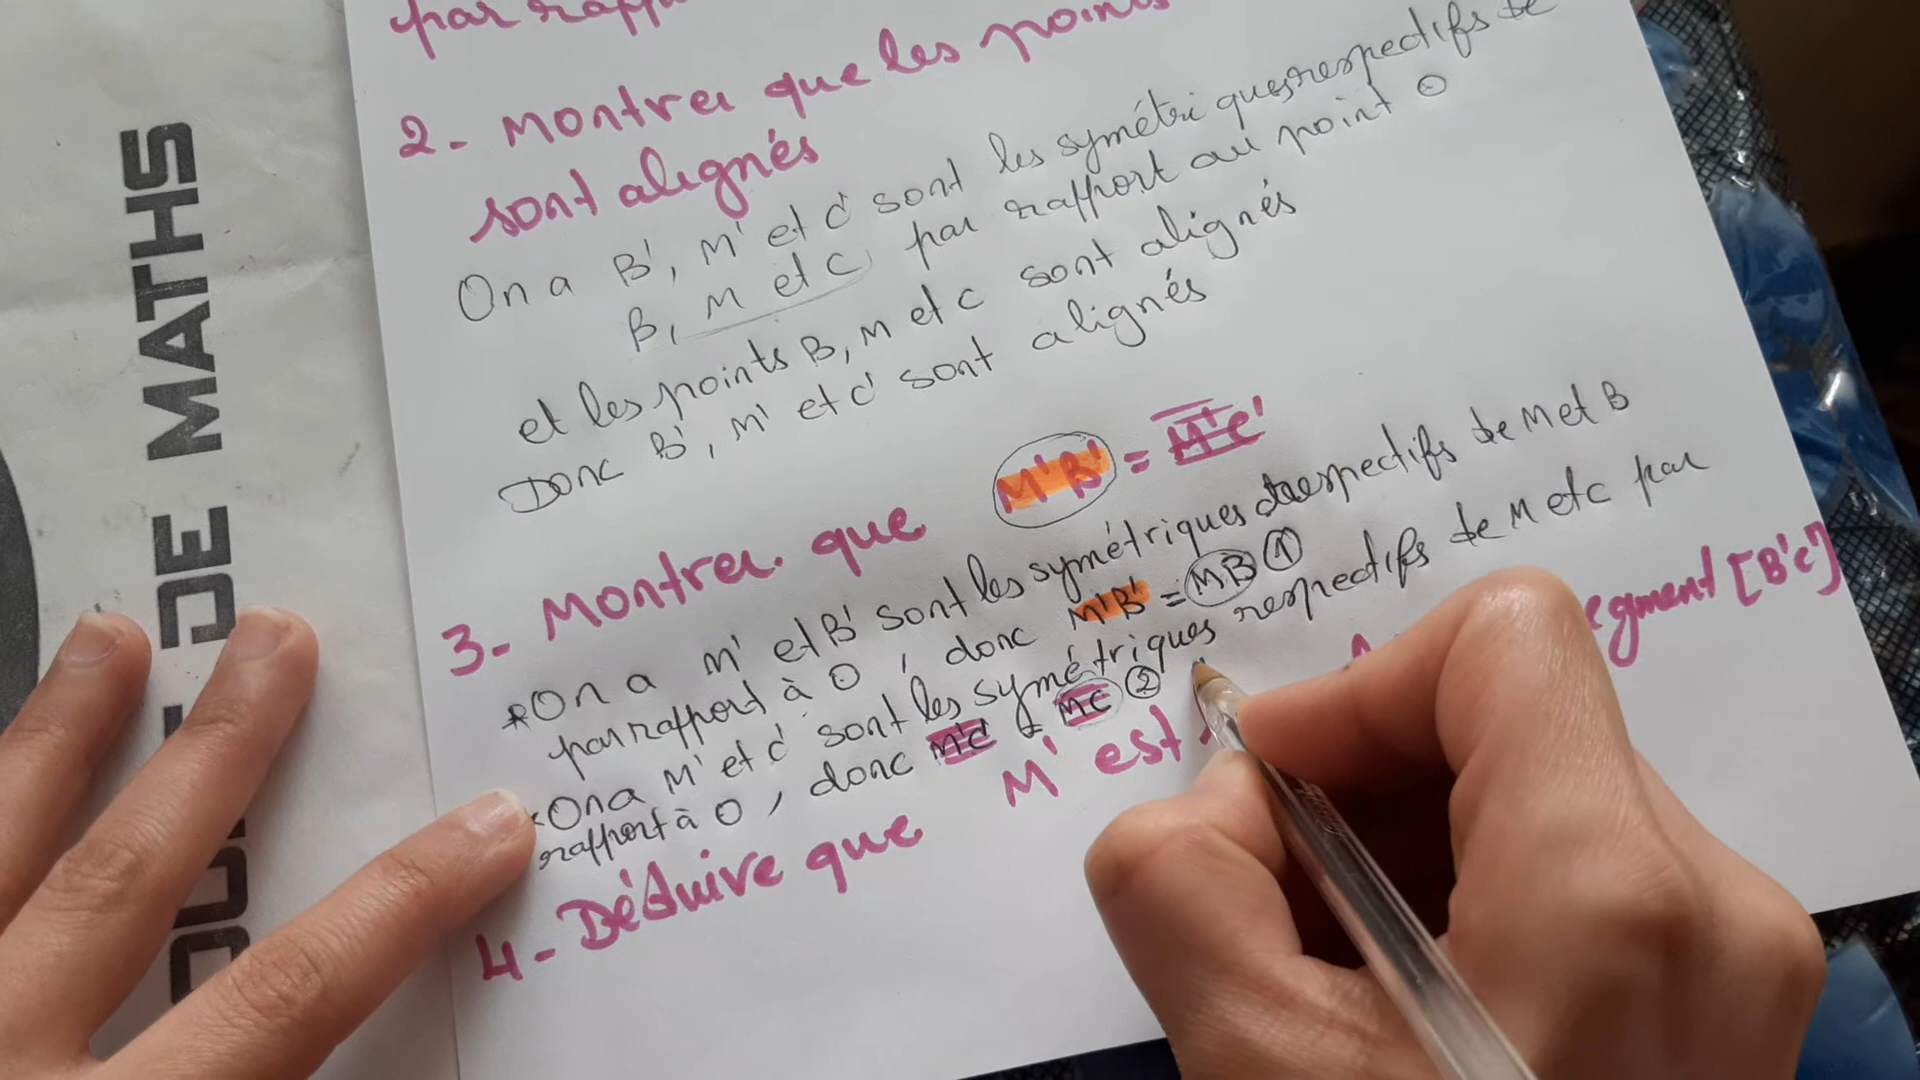 par rapp
2- Montrer que les points
sont alignés
On a B', M' et C' sont les symétriques respectifs de
B, M et C par rapport au point O
et les points B, M et C sont alignés
Donc B', M' et C' sont alignés
3- Montrer que M'B' = M'C'
*On a M' et B' sont les symétriques respectifs de M et B
par rapport à O, donc M'B' = MB ①
*On a M' et C' sont les symétriques respectifs de M et C par
rapport à O, donc M'C' = MC ②
4- Déduire que M' est egment [B'C']
DE MATHS